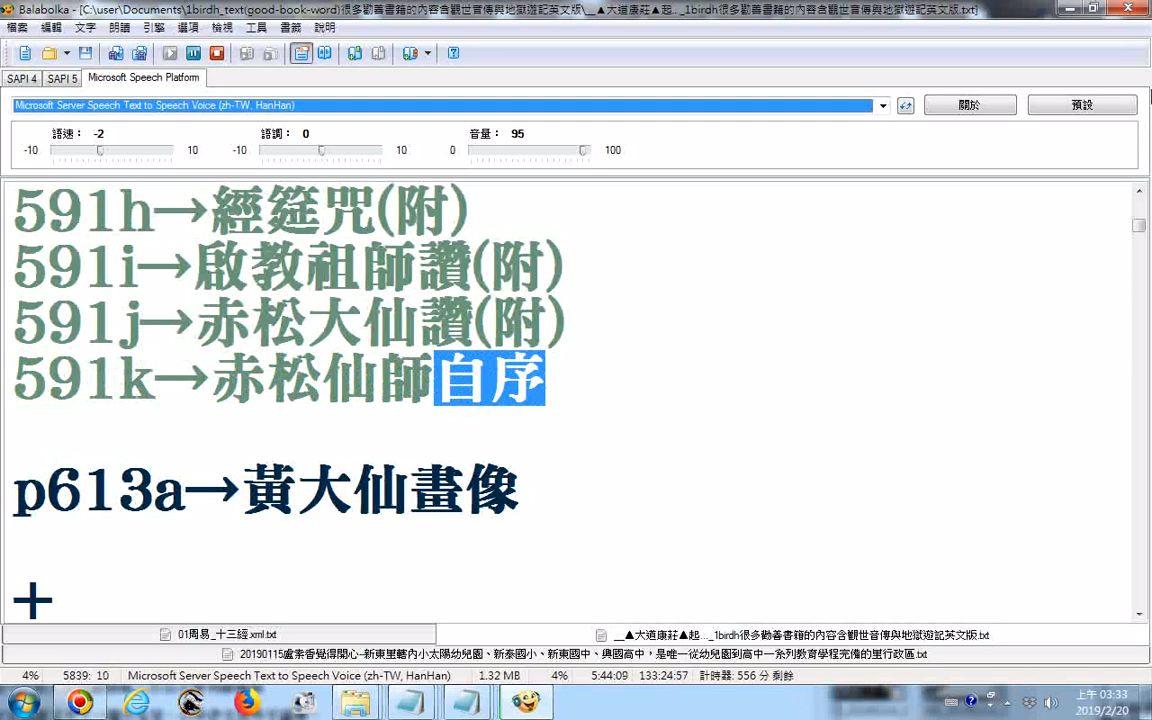 Balabolka - [C:\user\Documents\1birdh_text(good-book-word)很多勸善書籍的內容含觀世音傳與地獄遊記英文版\__▲大道康莊▲起..._1birdh很多勸善書籍的內容含觀世音傳與地獄遊記英文版.txt]
檔案 編輯 文字 朗讀 引擎 選項 檢視 工具 書籤 說明
SAPI 4 SAPI 5 Microsoft Speech Platform
Microsoft Server Speech Text to Speech Voice (zh-TW, HanHan) 關於 預設
語速： -2 語調： 0 音量： 95
-10 10 -10 10 0 100
591h→經筵咒(附)
591i→啟教祖師讚(附)
591j→赤松大仙讚(附)
591k→赤松仙師自序
p613a→黃大仙畫像
+
01周易_十三經.xml.txt __▲大道康莊▲起..._1birdh很多勸善書籍的內容含觀世音傳與地獄遊記英文版.txt
20190115盧素香覺得開心-新東里轄內小太陽幼兒園、新泰國小、新東國中、興國高中，是唯一從幼兒園到高中一系列教育學程完備的里行政區.txt
4% 5839: 10 Microsoft Server Speech Text to Speech Voice (zh-TW, HanHan) 1.32 MB 4% 5:44:09 133:24:57 計時器： 556 分 剩餘
上午 03:33
2019/2/20